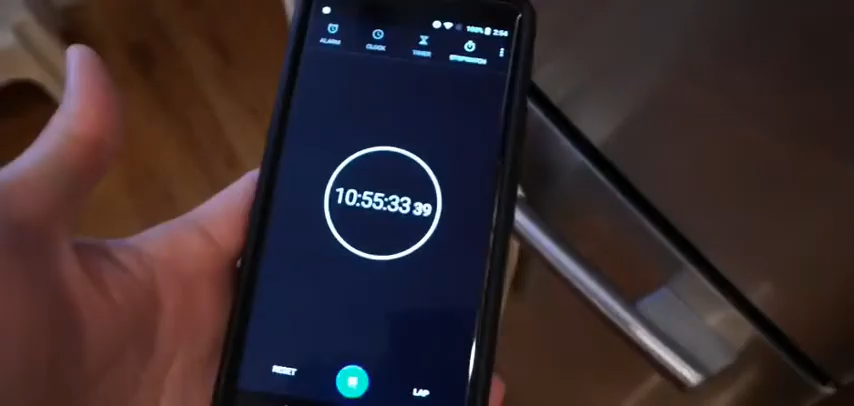 100% 2:54
ALARM CLOCK TIMER STOPWATCH
10:55:33 39
RESET LAP